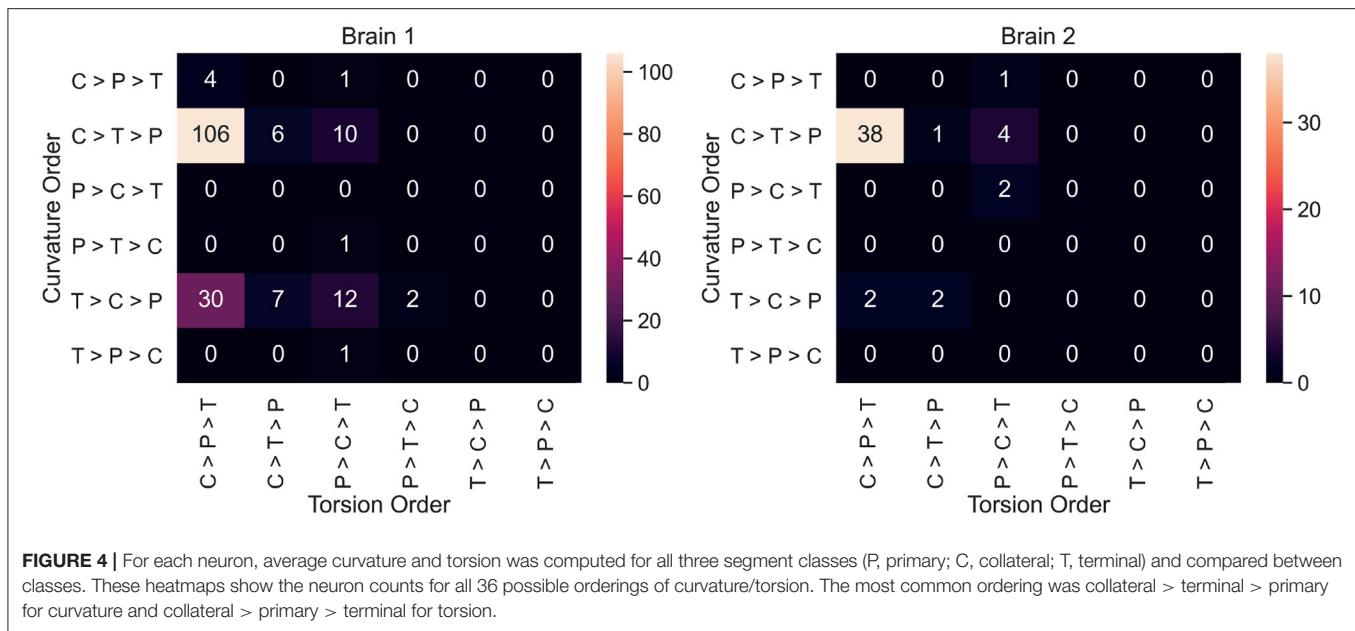 Brain 1
Brain 2
Curvature Order
C > P > T 4 0 1 0 0 0
C > T > P 106 6 10 0 0 0
P > C > T 0 0 0 0 0 0
P > T > C 0 0 1 0 0 0
T > C > P 30 7 12 2 0 0
T > P > C 0 0 1 0 0 0
C > P > T
C > T > P
P > C > T
P > T > C
T > C > P
T > P > C
Torsion Order
100
80
60
40
20
0
Curvature Order
C > P > T 0 0 1 0 0 0
C > T > P 38 1 4 0 0 0
P > C > T 0 0 2 0 0 0
P > T > C 0 0 0 0 0 0
T > C > P 2 2 0 0 0 0
T > P > C 0 0 0 0 0 0
C > P > T
C > T > P
P > C > T
P > T > C
T > C > P
T > P > C
Torsion Order
30
20
10
0
FIGURE 4 | For each neuron, average curvature and torsion was computed for all three segment classes (P, primary; C, collateral; T, terminal) and compared between
classes. These heatmaps show the neuron counts for all 36 possible orderings of curvature/torsion. The most common ordering was collateral > terminal > primary
for curvature and collateral > primary > terminal for torsion.